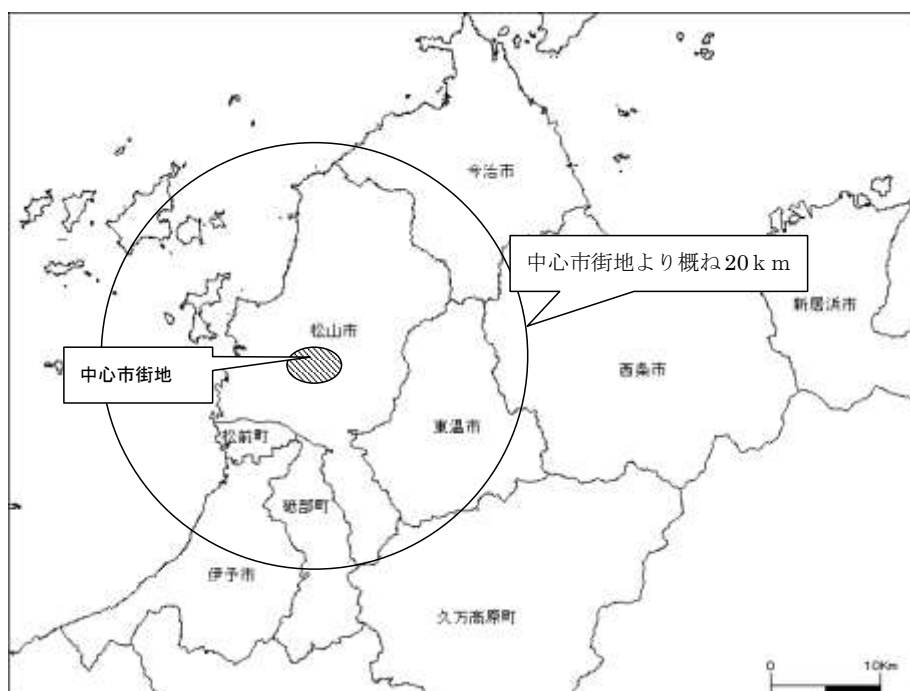 今治市
中心市街地より概ね20km
新居浜市
松山市
中心市街地
西条市
東温市
松前町
砥部町
伊予市
久万高原町
0 10Km